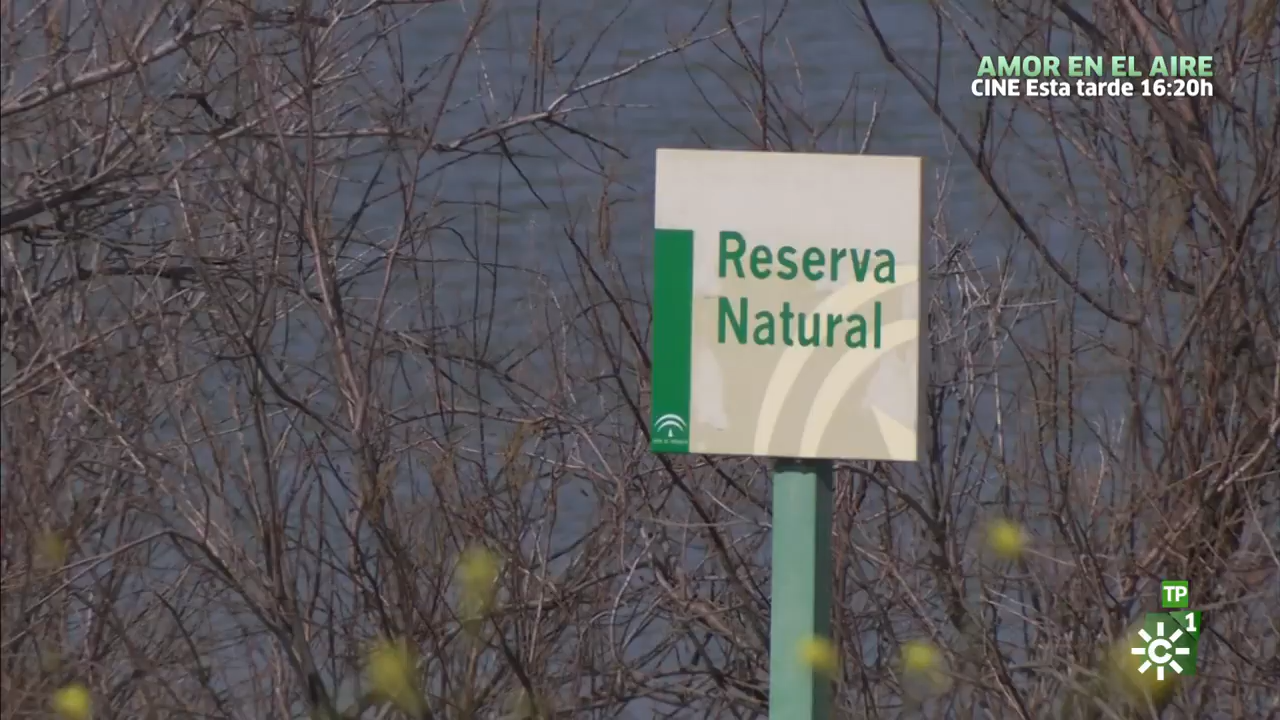 AMOR EN EL AIRE
CINE Esta tarde 16:20h
Reserva
Natural
TP
1
C